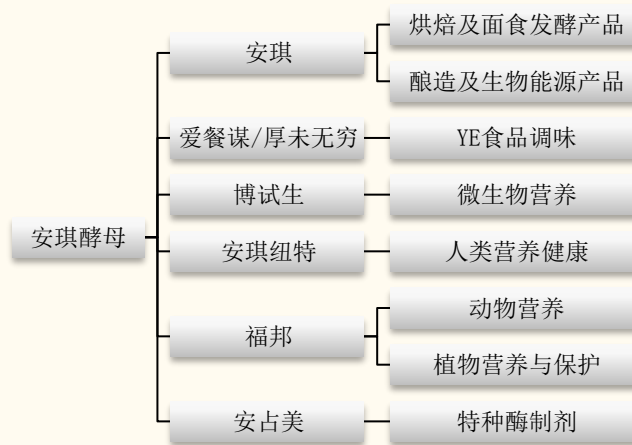 安琪酵母
安琪
烘焙及面食发酵产品
酿造及生物能源产品
爱餐谋/厚未无穷
YE食品调味
博试生
微生物营养
安琪纽特
人类营养健康
福邦
动物营养
植物营养与保护
安占美
特种酶制剂